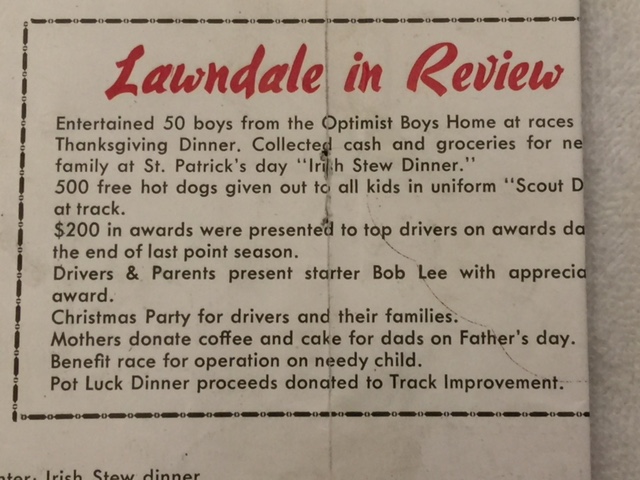 Lawndale in Review
Entertained 50 boys from the Optimist Boys Home at races
Thanksgiving Dinner. Collected cash and groceries for ne
family at St. Patrick's day "Irish Stew Dinner."
500 free hot dogs given out to all kids in uniform "Scout D
at track.
$200 in awards were presented to top drivers on awards da
the end of last point season.
Drivers & Parents present starter Bob Lee with apprecia
award.
Christmas Party for drivers and their families.
Mothers donate coffee and cake for dads on Father's day.
Benefit race for operation on needy child.
Pot Luck Dinner proceeds donated to Track Improvement.
nter: Irish Stew dinner